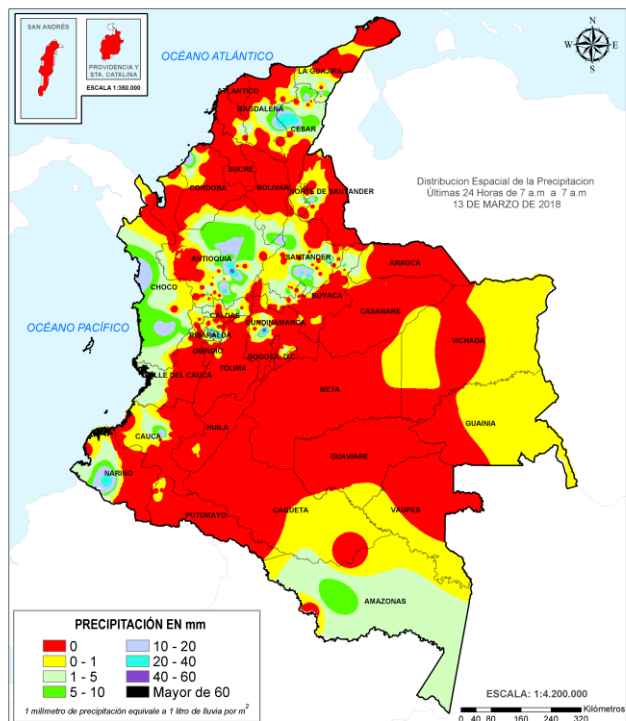 SAN ANDRÉS
PROVIDENCIA Y
STA. CATALINA
ESCALA 1:350.000
OCÉANO ATLÁNTICO
N
W
E
S
LA GUAJIRA
ATLANTICO
MAGDALENA
CESAR
Distribucion Espacial de la Precipitacion
Últimas 24 Horas de 7 a.m a 7 a.m
13 DE MARZO DE 2018
SUCRE
CORDOBA
BOLIVAR
NORTE DE SANTANDER
ANTIOQUIA
SANTANDER
ARAUCA
CHOCO
BOYACA
CASANARE
OCÉANO PACÍFICO
CALDAS
CUNDINAMARCA
RISARALDA
VICHADA
QUINDIO
BOGOTA, D.C.
TOLIMA
VALLE DEL CAUCA
META
GUAINIA
HUILA
CAUCA
GUAVIARE
NARIÑO
PUTUMAYO
CAQUETA
VAUPES
AMAZONAS
PRECIPITACIÓN EN mm
0
0 - 1
1 - 5
5 - 10
10 - 20
20 - 40
40 - 60
Mayor de 60
1 milimetro de precipitación equivale a 1 litro de lluvia por m²
ESCALA: 1:4.200.000
Kilómetros
0 40 80 160 240 320